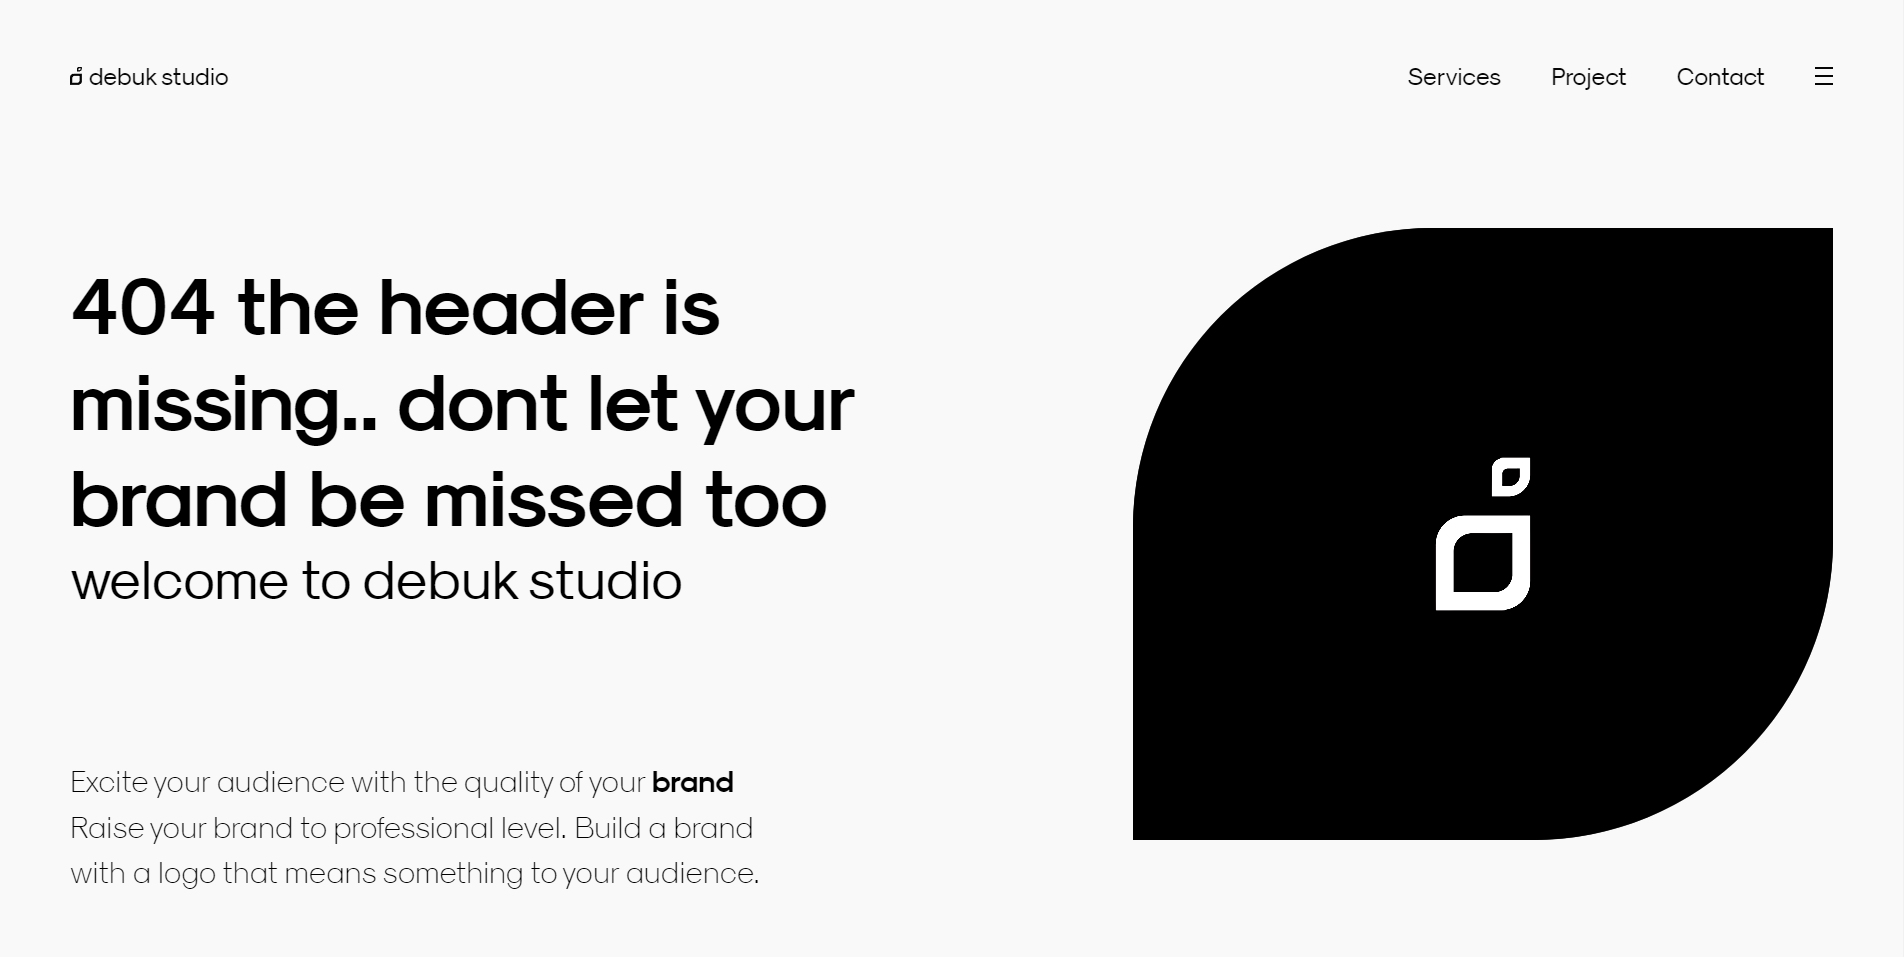 debuk studio
Services
Project
Contact
404 the header is
missing.. dont let your
brand be missed too
welcome to debuk studio
Excite your audience with the quality of your brand
Raise your brand to professional level. Build a brand
with a logo that means something to your audience.